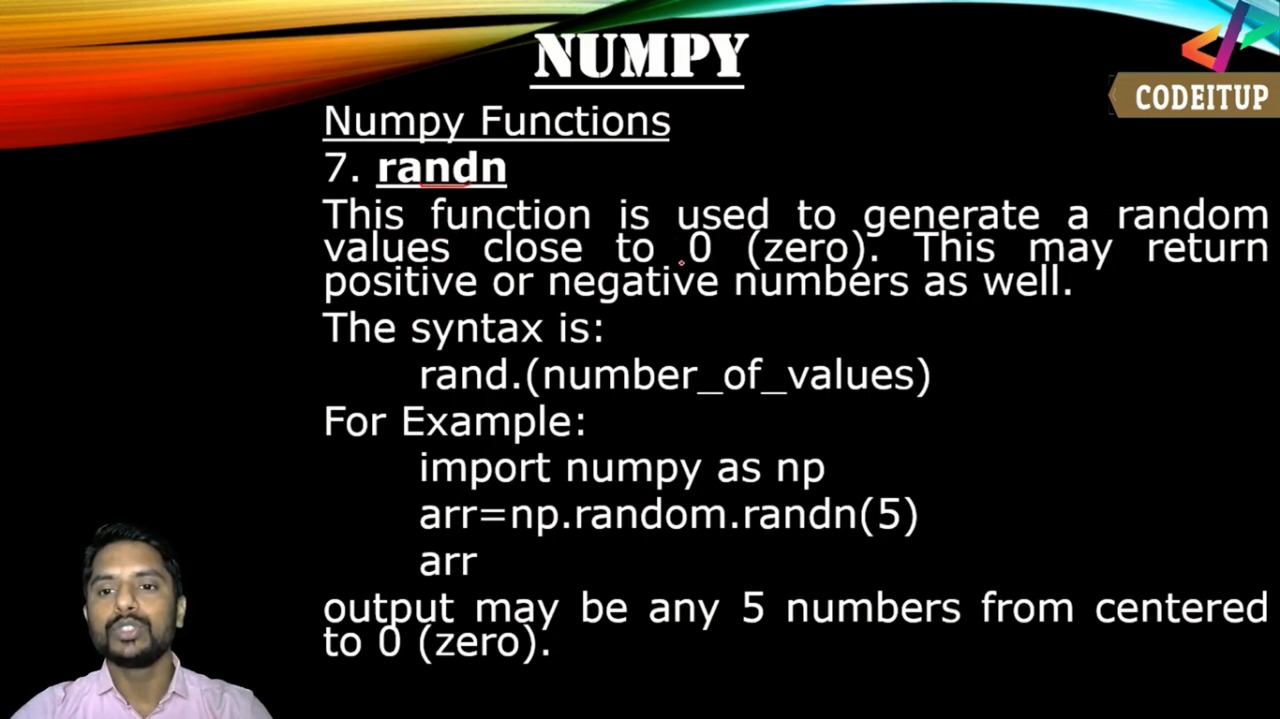 NUMPY
CODEITUP
Numpy Functions
7. randn
This function is used to generate a random
values close to 0 (zero). This may return
positive or negative numbers as well.
The syntax is:
rand.(number_of_values)
For Example:
import numpy as np
arr=np.random.randn(5)
arr
output may be any 5 numbers from centered
to 0 (zero).